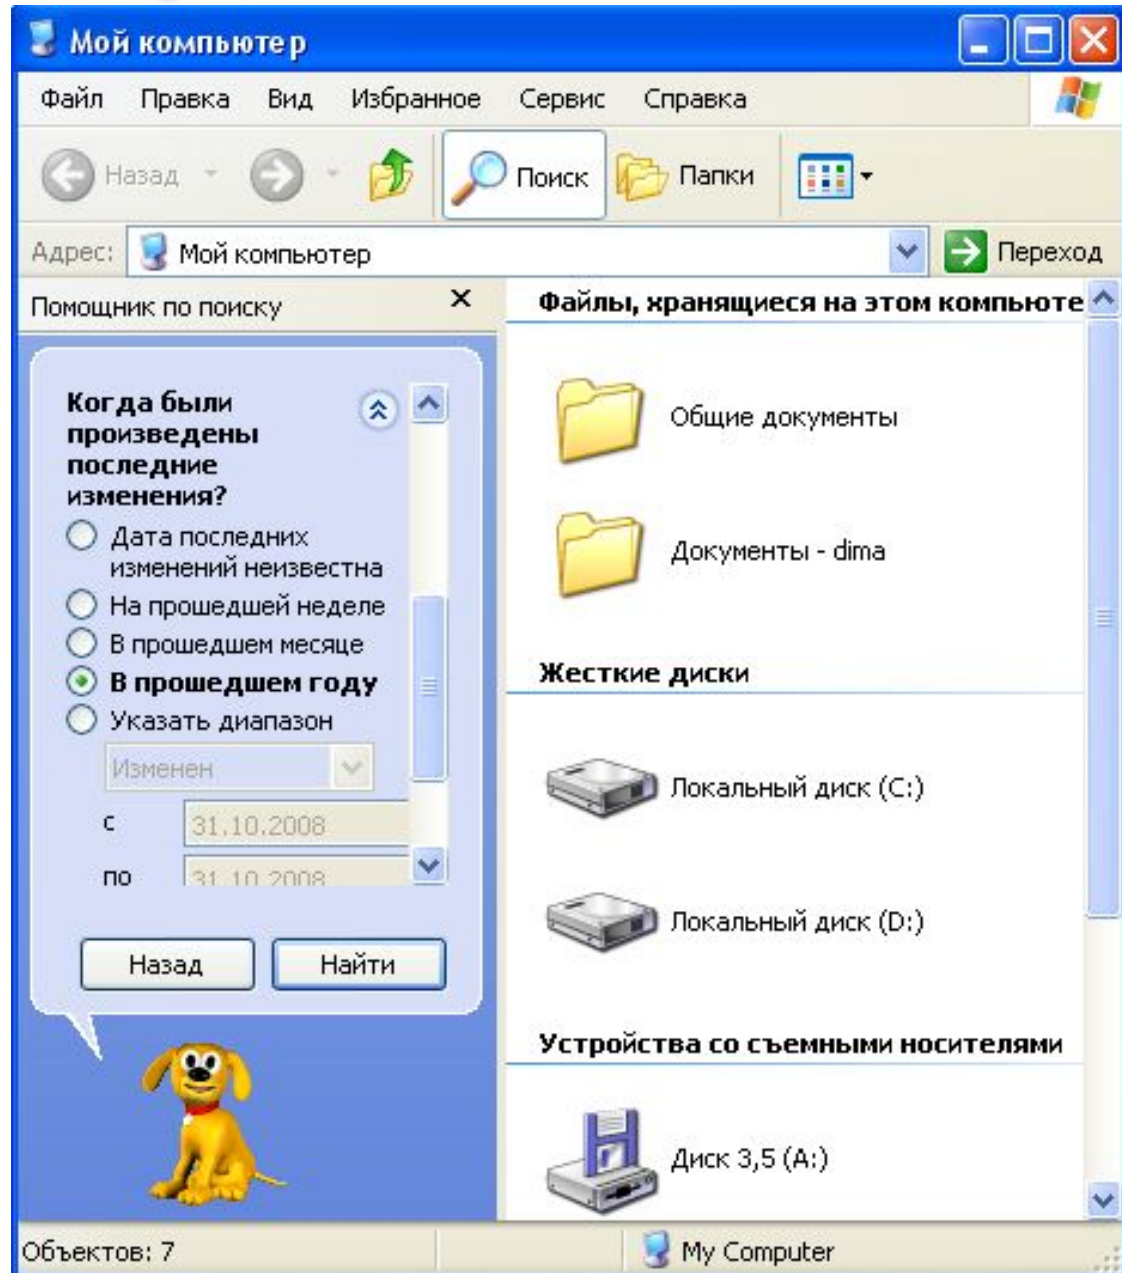 Мой компьютер
Файл Правка Вид Избранное Сервис Справка
Назад Поиск Папки
Адрес: Мой компьютер Переход
Помощник по поиску
Когда были
произведены
последние
изменения?
Дата последних
изменений неизвестна
На прошедшей неделе
В прошедшем месяце
В прошедшем году
Указать диапазон
Изменен
с 31.10.2008
по 31.10.2008
Назад Найти
Файлы, хранящиеся на этом компьюте
Общие документы
Документы - dima
Жесткие диски
Локальный диск (C:)
Локальный диск (D:)
Устройства со съемными носителями
Диск 3,5 (A:)
Объектов: 7 My Computer